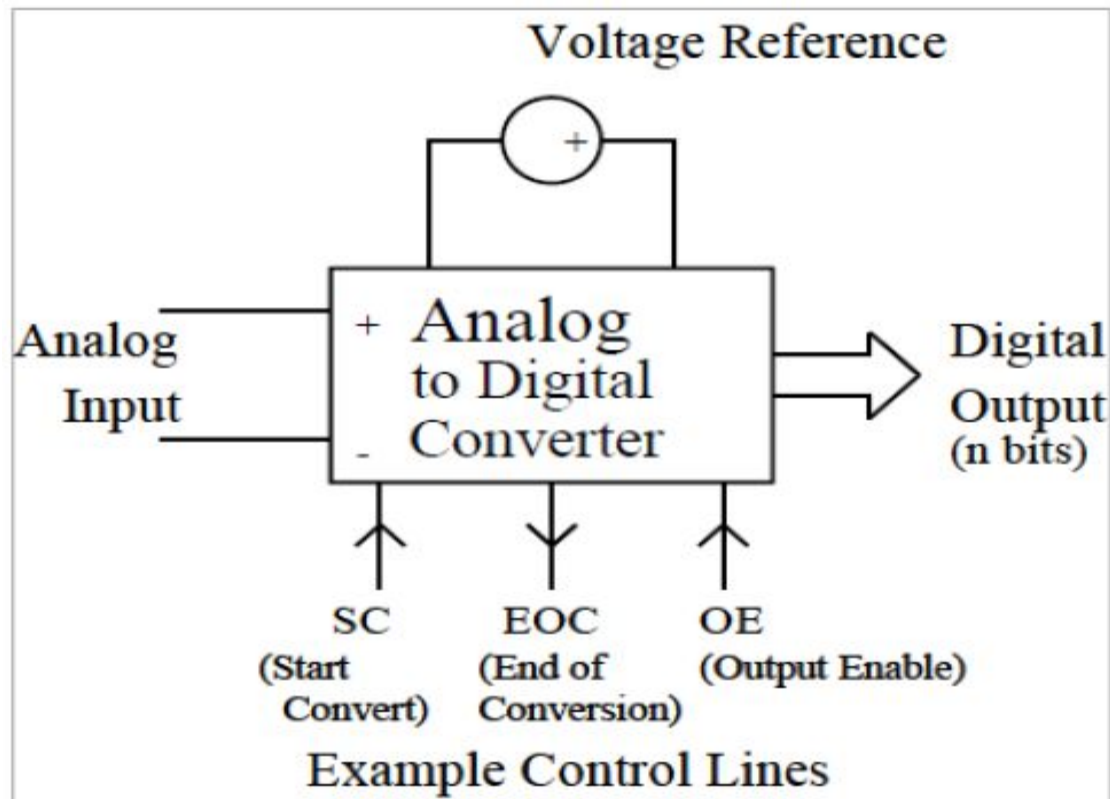 Voltage Reference
+
Analog
Input
+ Analog
to Digital
- Converter
Digital
Output
(n bits)
SC
(Start
Convert)
EOC
(End of
Conversion)
OE
(Output Enable)
Example Control Lines